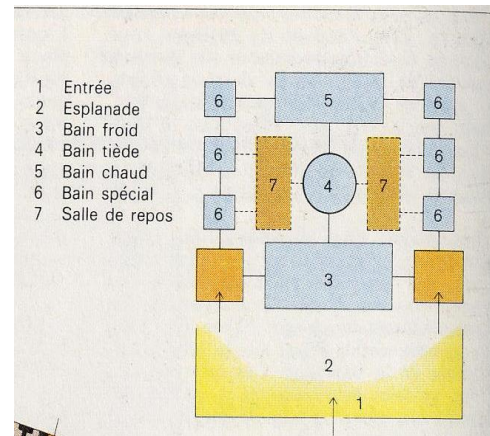 1 Entrée
2 Esplanade
3 Bain froid
4 Bain tiède
5 Bain chaud
6 Bain spécial
7 Salle de repos
6 5 6
6 6
7 4 7
6 6
3
2
1